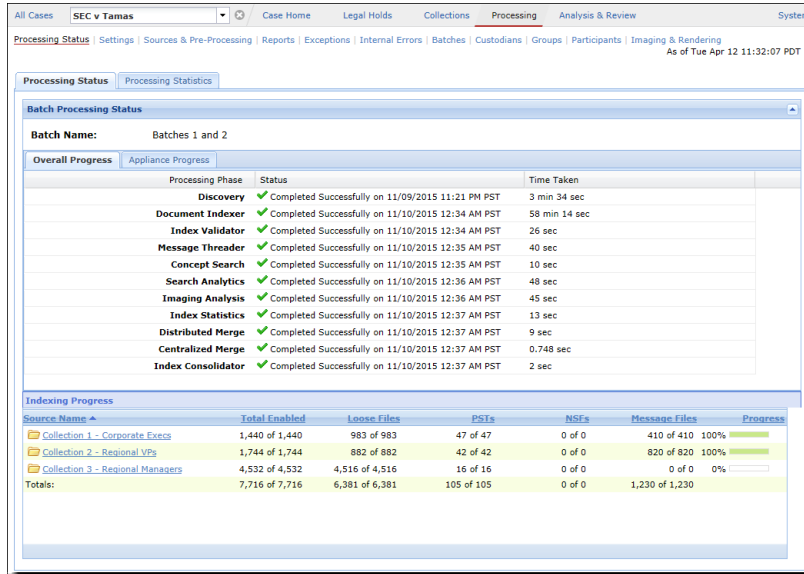 All Cases SEC v Tamas Case Home Legal Holds Collections Processing Analysis & Review System
Processing Status | Settings | Sources & Pre-Processing | Reports | Exceptions | Internal Errors | Batches | Custodians | Groups | Participants | Imaging & Rendering
As of Tue Apr 12 11:32:07 PDT
Processing Status Processing Statistics
Batch Processing Status
Batch Name: Batches 1 and 2
Overall Progress Appliance Progress
Processing Phase Status Time Taken
Discovery Completed Successfully on 11/09/2015 11:21 PM PST 3 min 34 sec
Document Indexer Completed Successfully on 11/10/2015 12:34 AM PST 58 min 14 sec
Index Validator Completed Successfully on 11/10/2015 12:34 AM PST 26 sec
Message Threader Completed Successfully on 11/10/2015 12:35 AM PST 40 sec
Concept Search Completed Successfully on 11/10/2015 12:35 AM PST 10 sec
Search Analytics Completed Successfully on 11/10/2015 12:36 AM PST 48 sec
Imaging Analysis Completed Successfully on 11/10/2015 12:36 AM PST 45 sec
Index Statistics Completed Successfully on 11/10/2015 12:37 AM PST 13 sec
Distributed Merge Completed Successfully on 11/10/2015 12:37 AM PST 9 sec
Centralized Merge Completed Successfully on 11/10/2015 12:37 AM PST 0.748 sec
Index Consolidator Completed Successfully on 11/10/2015 12:37 AM PST 2 sec
Indexing Progress
Source Name Total Enabled Loose Files PSTs NSFs Message Files Progress
Collection 1 - Corporate Execs 1,440 of 1,440 983 of 983 47 of 47 0 of 0 410 of 410 100%
Collection 2 - Regional VPs 1,744 of 1,744 882 of 882 42 of 42 0 of 0 820 of 820 100%
Collection 3 - Regional Managers 4,532 of 4,532 4,516 of 4,516 16 of 16 0 of 0 0 of 0 0%
Totals: 7,716 of 7,716 6,381 of 6,381 105 of 105 0 of 0 1,230 of 1,230